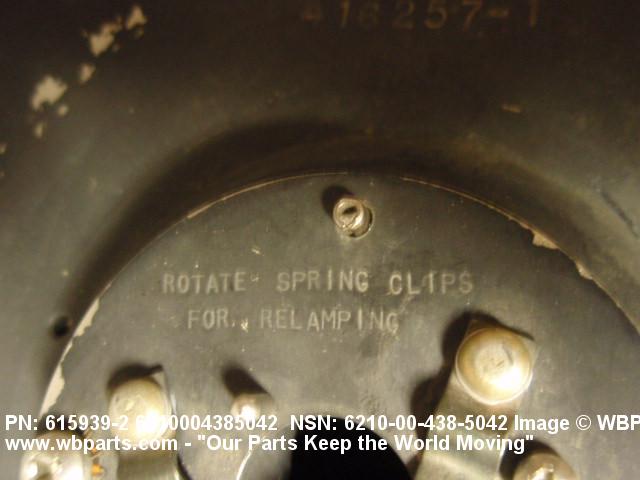 416257-1
ROTATE SPRING CLIPS
FOR RELAMPING
PN: 615939-2 6210004385042 NSN: 6210-00-438-5042 Image © WBP
www.wbparts.com - "Our Parts Keep the World Moving"